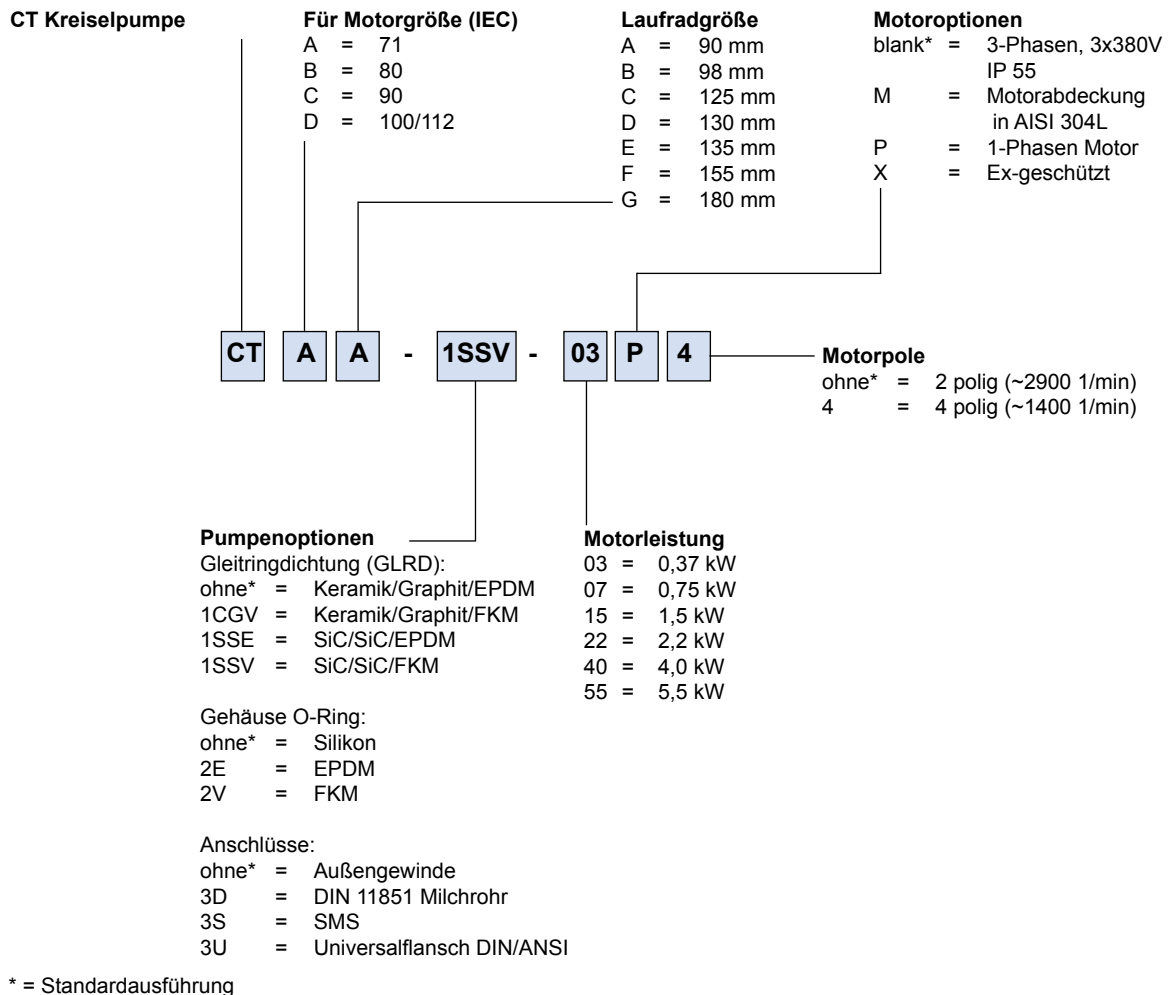 CT Kreiselpumpe
Für Motorgröße (IEC)
A = 71
B = 80
C = 90
D = 100/112
Laufradgröße
A = 90 mm
B = 98 mm
C = 125 mm
D = 130 mm
E = 135 mm
F = 155 mm
G = 180 mm
Motoroptionen
blank* = 3-Phasen, 3x380V
IP 55
M = Motorabdeckung
in AISI 304L
P = 1-Phasen Motor
X = Ex-geschützt
CT A A - 1SSV - 03 P 4
Motorpole
ohne* = 2 polig (~2900 1/min)
4 = 4 polig (~1400 1/min)
Pumpenoptionen
Gleitringdichtung (GLRD):
ohne* = Keramik/Graphit/EPDM
1CGV = Keramik/Graphit/FKM
1SSE = SiC/SiC/EPDM
1SSV = SiC/SiC/FKM
Gehäuse O-Ring:
ohne* = Silikon
2E = EPDM
2V = FKM
Anschlüsse:
ohne* = Außengewinde
3D = DIN 11851 Milchrohr
3S = SMS
3U = Universalflansch DIN/ANSI
Motorleistung
03 = 0,37 kW
07 = 0,75 kW
15 = 1,5 kW
22 = 2,2 kW
40 = 4,0 kW
55 = 5,5 kW
* = Standardausführung